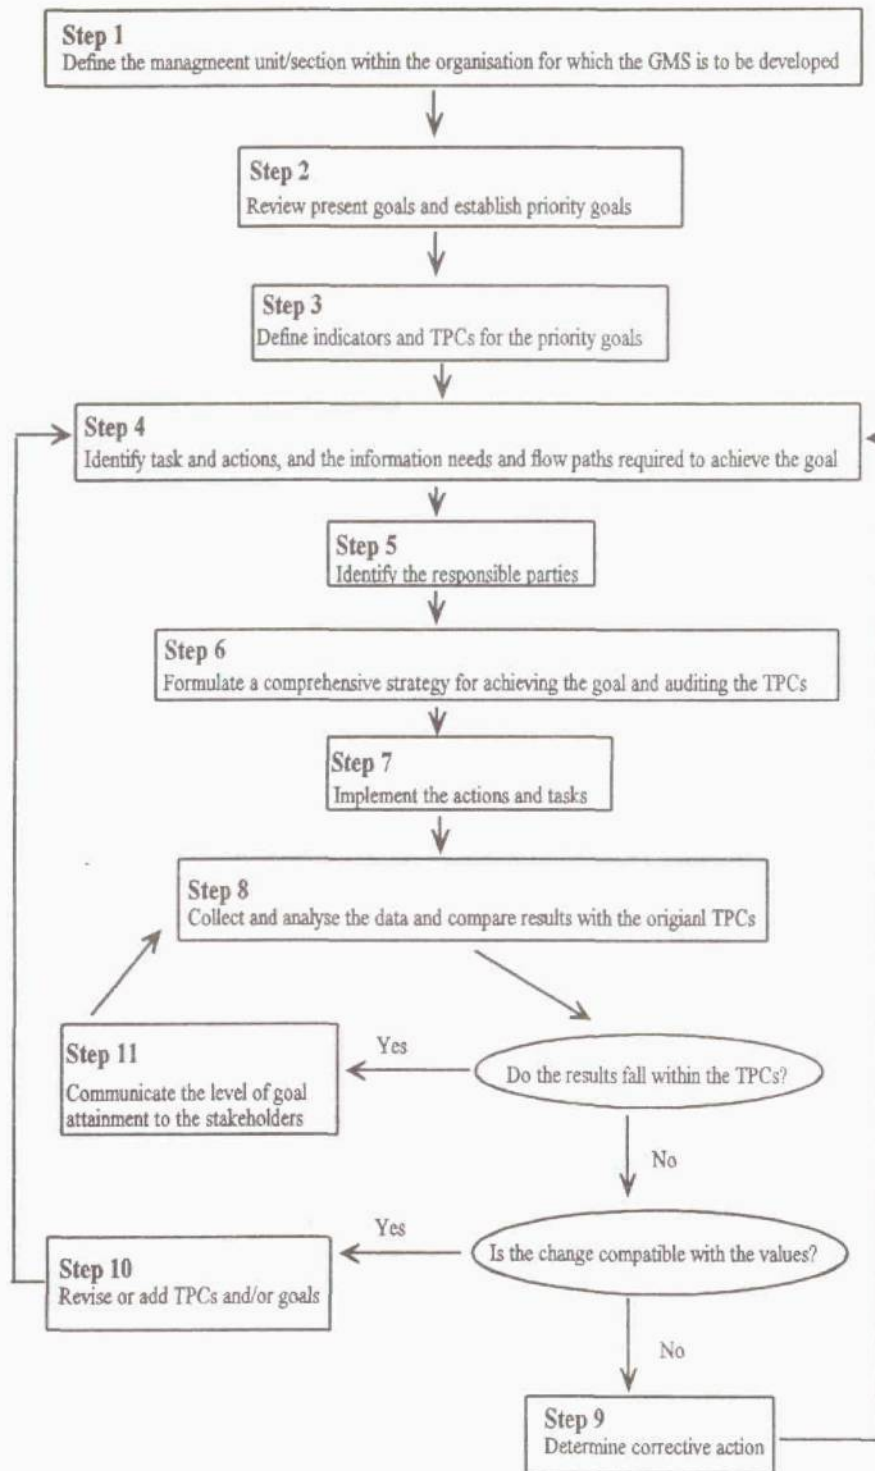 Step 1
Define the managmeent unit/section within the organisation for which the GMS is to be developed
Step 2
Review present goals and establish priority goals
Step 3
Define indicators and TPCs for the priority goals
Step 4
Identify task and actions, and the information needs and flow paths required to achieve the goal
Step 5
Identify the responsible parties
Step 6
Formulate a comprehensive strategy for achieving the goal and auditing the TPCs
Step 7
Implement the actions and tasks
Step 8
Collect and analyse the data and compare results with the origianl TPCs
Step 11
Communicate the level of goal
attainment to the stakeholders
Yes
Do the results fall within the TPCs?
No
Yes
Is the change compatible with the values?
Step 10
Revise or add TPCs and/or goals
No
Step 9
Determine corrective action